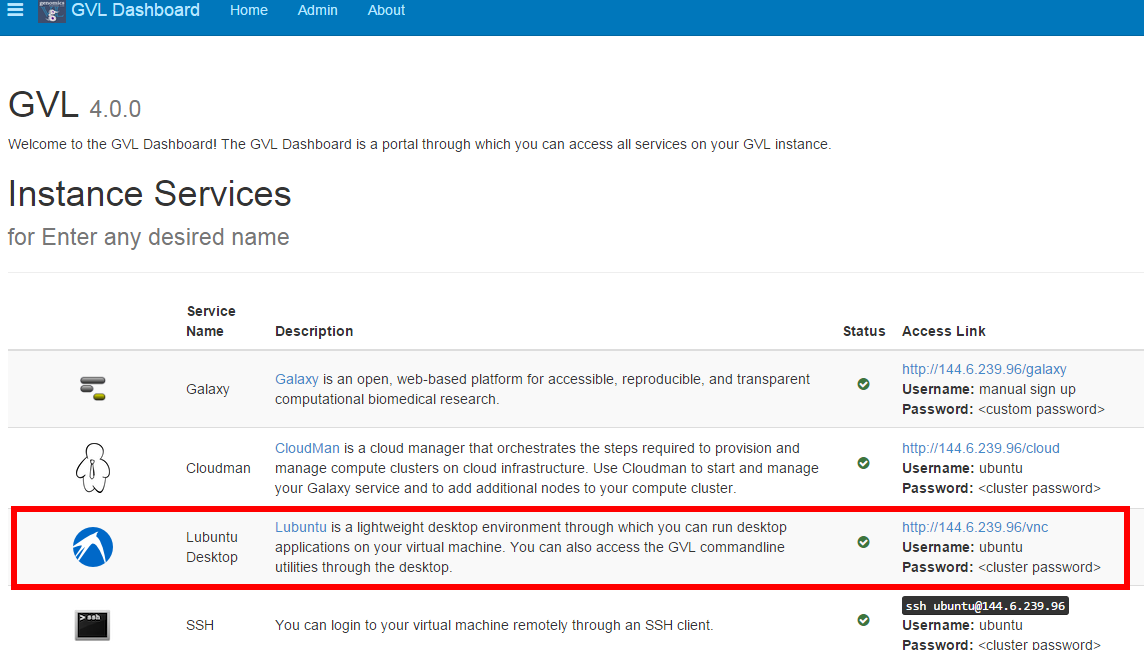 genomics
GVL Dashboard Home Admin About
GVL 4.0.0
Welcome to the GVL Dashboard! The GVL Dashboard is a portal through which you can access all services on your GVL instance.
Instance Services
for Enter any desired name
Service
Name Description Status Access Link
Galaxy
Galaxy is an open, web-based platform for accessible, reproducible, and transparent
computational biomedical research.
http://144.6.239.96/galaxy
Username: manual sign up
Password: <custom password>
Cloudman
CloudMan is a cloud manager that orchestrates the steps required to provision and
manage compute clusters on cloud infrastructure. Use Cloudman to start and manage
your Galaxy service and to add additional nodes to your compute cluster.
http://144.6.239.96/cloud
Username: ubuntu
Password: <cluster password>
Lubuntu
Desktop
Lubuntu is a lightweight desktop environment through which you can run desktop
applications on your virtual machine. You can also access the GVL commandline
utilities through the desktop.
http://144.6.239.96/vnc
Username: ubuntu
Password: <cluster password>
> ssh
SSH
You can login to your virtual machine remotely through an SSH client.
ssh ubuntu@144.6.239.96
Username: ubuntu
Password: <cluster password>